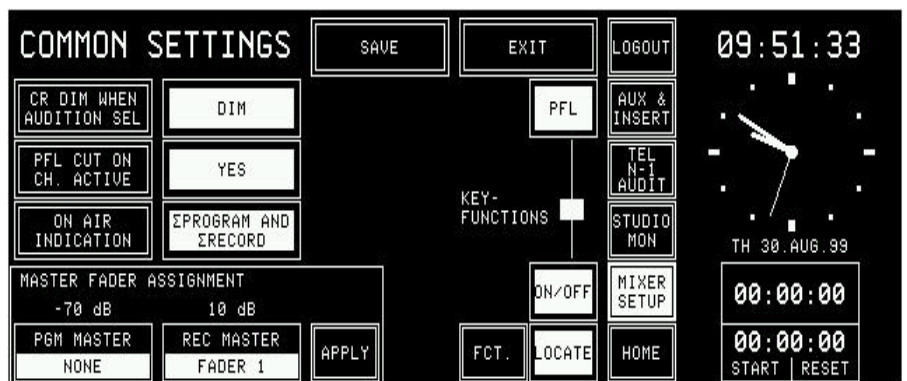 COMMON SETTINGS
SAVE
EXIT
LOGOUT
09:51:33
CR DIM WHEN
AUDITION SEL
DIM
PFL
AUX &
INSERT
PFL CUT ON
CH. ACTIVE
YES
TEL
N-1
AUDIT
KEY-
FUNCTIONS
ON AIR
INDICATION
ΣPROGRAM AND
ΣRECORD
STUDIO
MON
TH 30.AUG.99
MASTER FADER ASSIGNMENT
-70 dB
10 dB
ON/OFF
MIXER
SETUP
00:00:00
PGM MASTER
NONE
REC MASTER
FADER 1
APPLY
FCT.
LOCATE
HOME
00:00:00
START
RESET